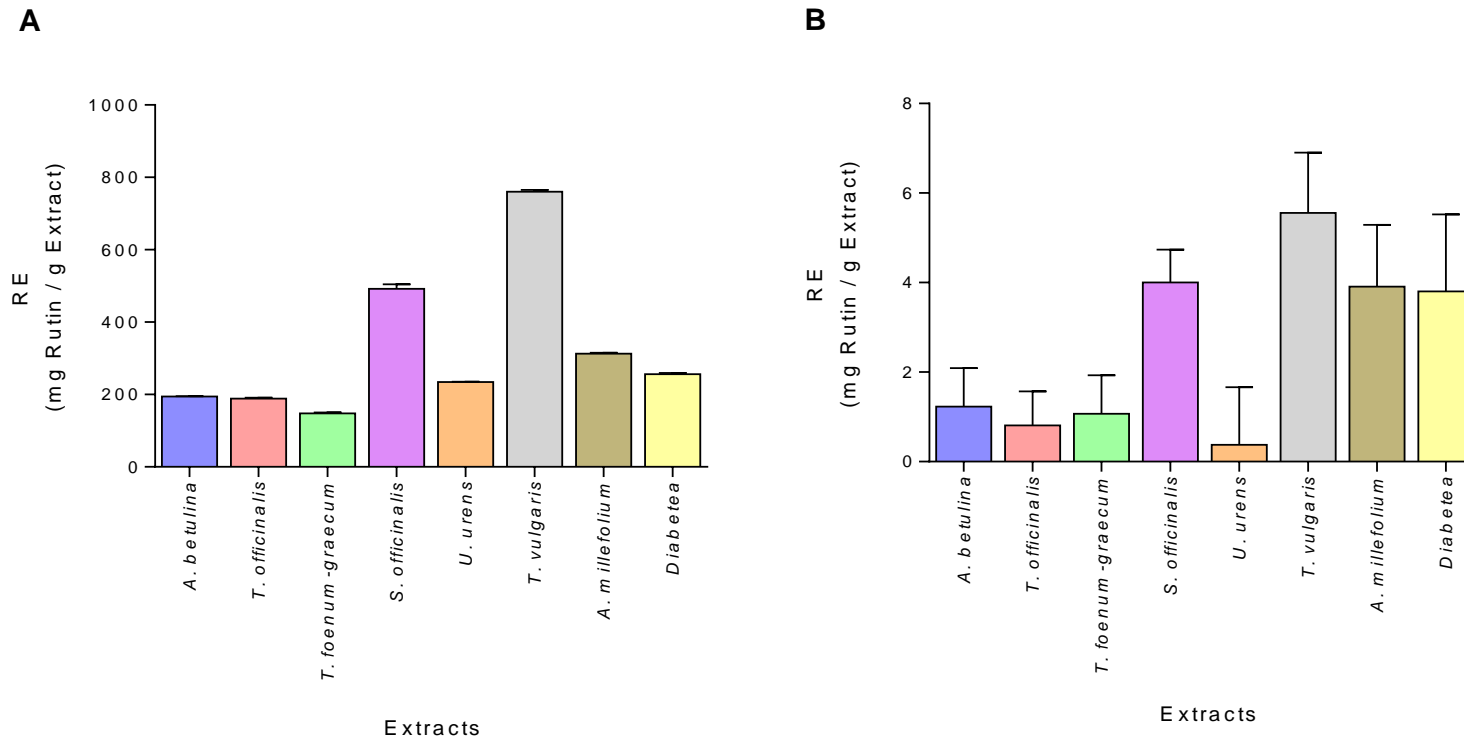 A
RE
(mg Rutin / g Extract)
1000
800
600
400
200
0
A. betulina
T. officinalis
T. foenum-graecum
S. officinalis
U. urens
T. vulgaris
A. millefolium
Diabetea
Extracts
B
RE
(mg Rutin / g Extract)
8
6
4
2
0
A. betulina
T. officinalis
T. foenum-graecum
S. officinalis
U. urens
T. vulgaris
A. millefolium
Diabetea
Extracts